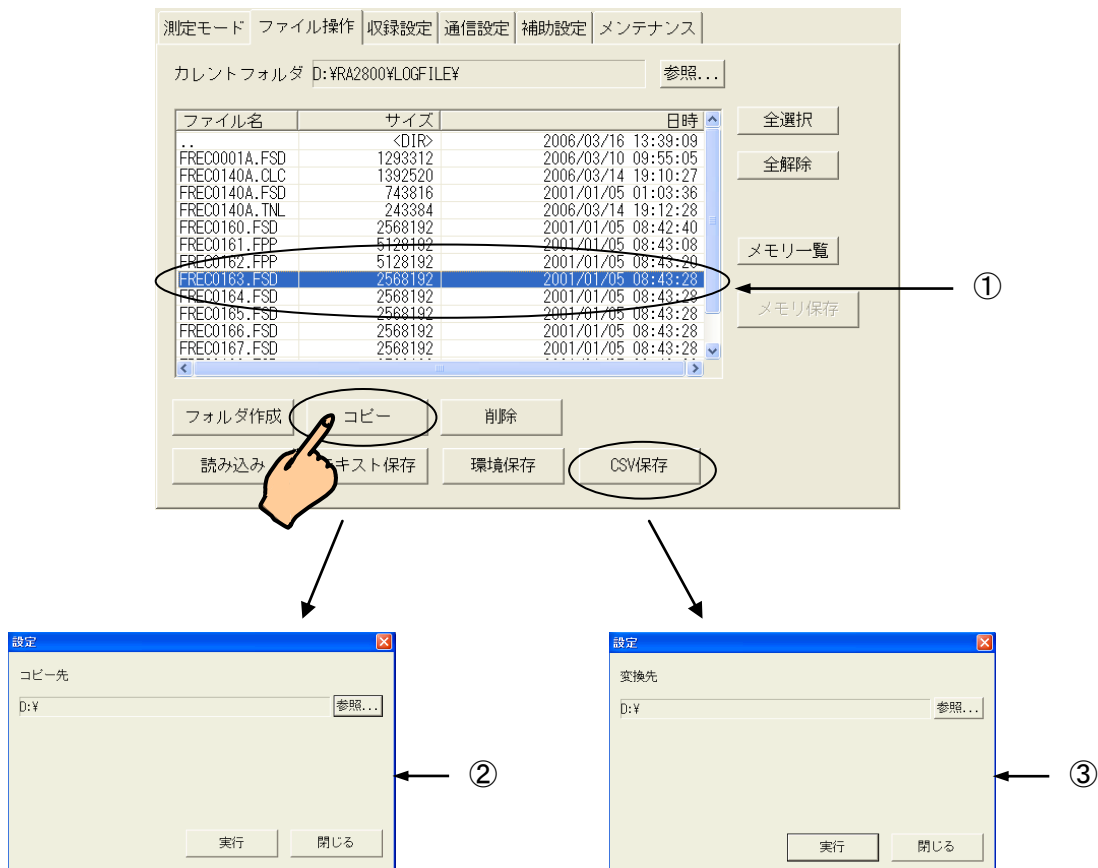 測定モード ファイル操作 収録設定 通信設定 補助設定 メンテナンス
カレントフォルダ D:¥RA2800¥LOGFILE¥ 参照...
ファイル名 サイズ 日時
.. <DIR> 2006/03/16 13:39:09
FREC0001A.FSD 1293312 2006/03/10 09:55:05
FREC0140A.CLC 1392520 2006/03/14 19:10:27
FREC0140A.FSD 743816 2001/01/05 01:03:36
FREC0140A.TNL 243384 2006/03/14 19:12:28
FREC0160.FSD 2568192 2001/01/05 08:42:40
FREC0161.FPP 5128192 2001/01/05 08:43:08
FREC0162.FPP 5128192 2001/01/05 08:43:20
FREC0163.FSD 2568192 2001/01/05 08:43:28
FREC0164.FSD 2568192 2001/01/05 08:43:28
FREC0165.FSD 2568192 2001/01/05 08:43:28
FREC0166.FSD 2568192 2001/01/05 08:43:28
FREC0167.FSD 2568192 2001/01/05 08:43:28
全選択
全解除
メモリ一覧
メモリ保存
①
フォルダ作成 コピー 削除
読み込み キスト保存 環境保存 CSV保存
設定
コピー先
D:¥ 参照...
実行 閉じる
②
設定
変換先
D:¥ 参照...
実行 閉じる
③